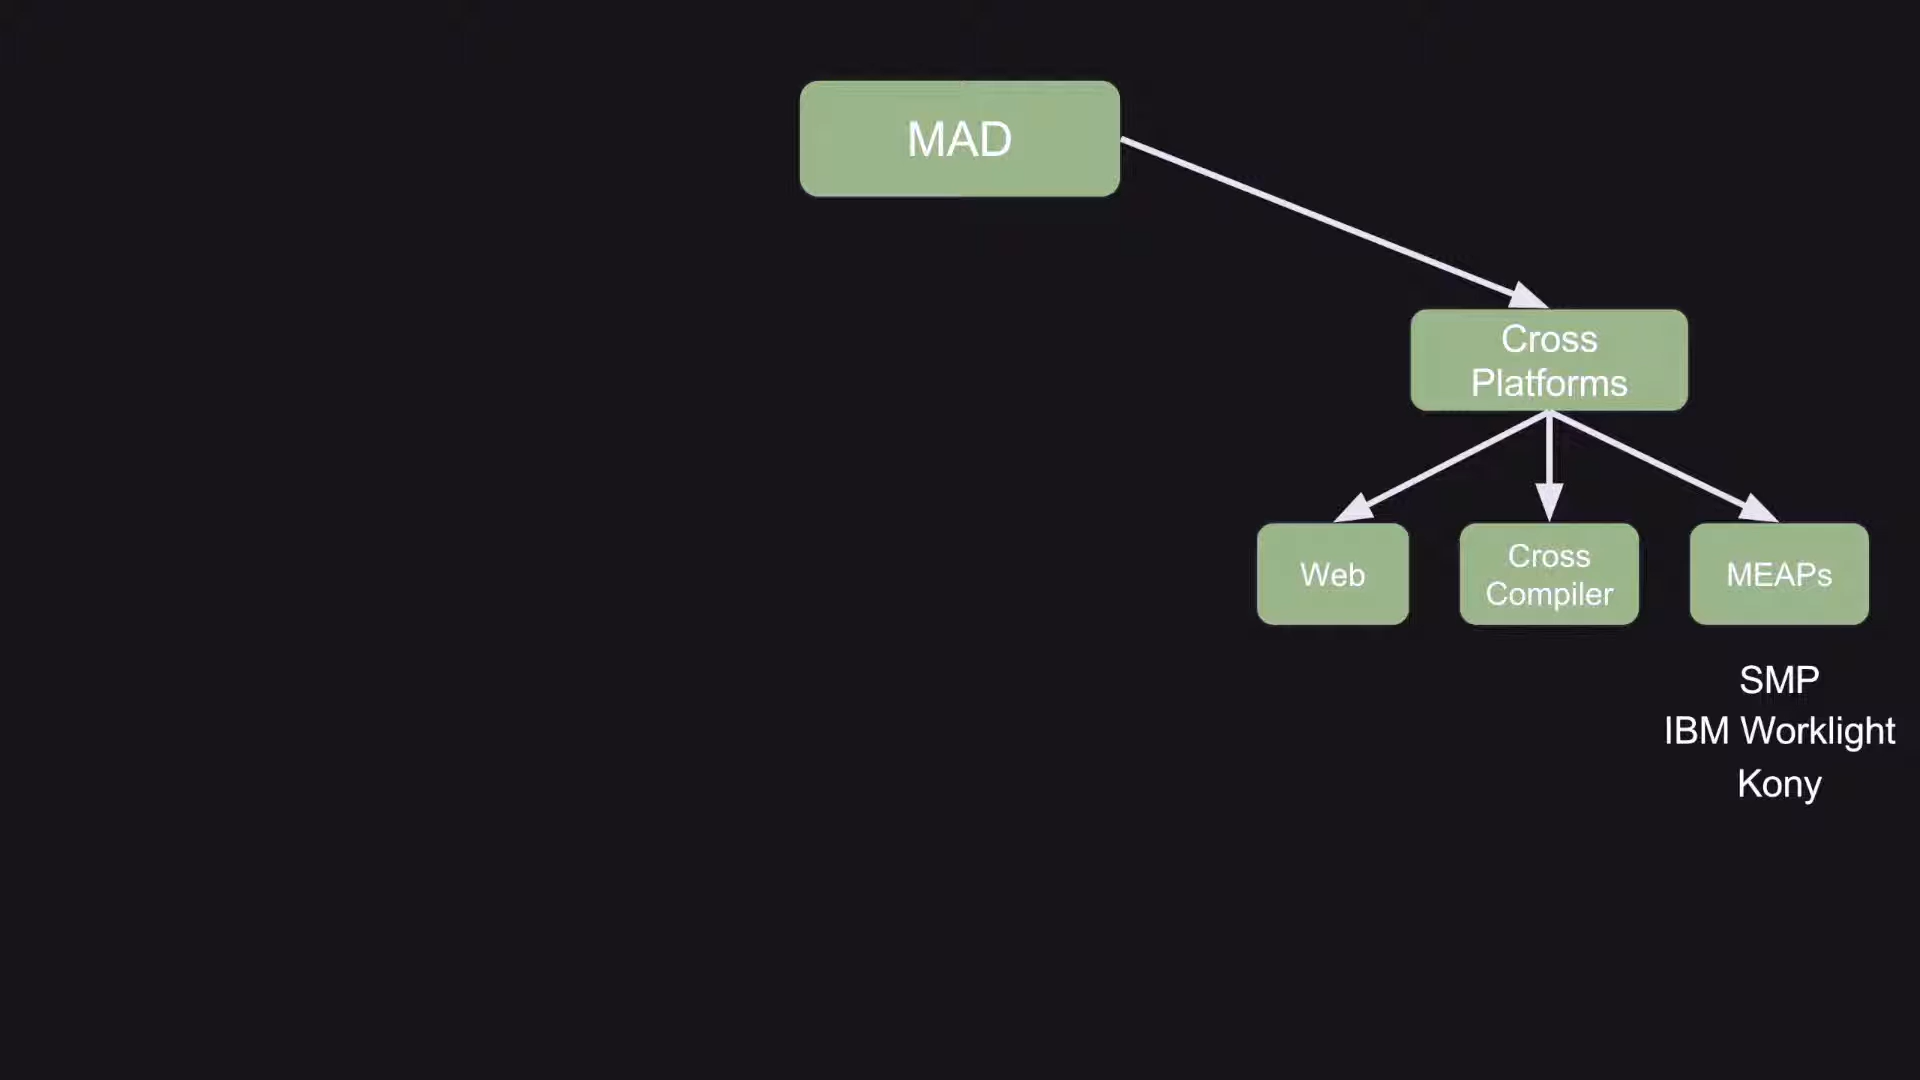 MAD
Cross
Platforms
Web
Cross
Compiler
MEAPs
SMP
IBM Worklight
Kony